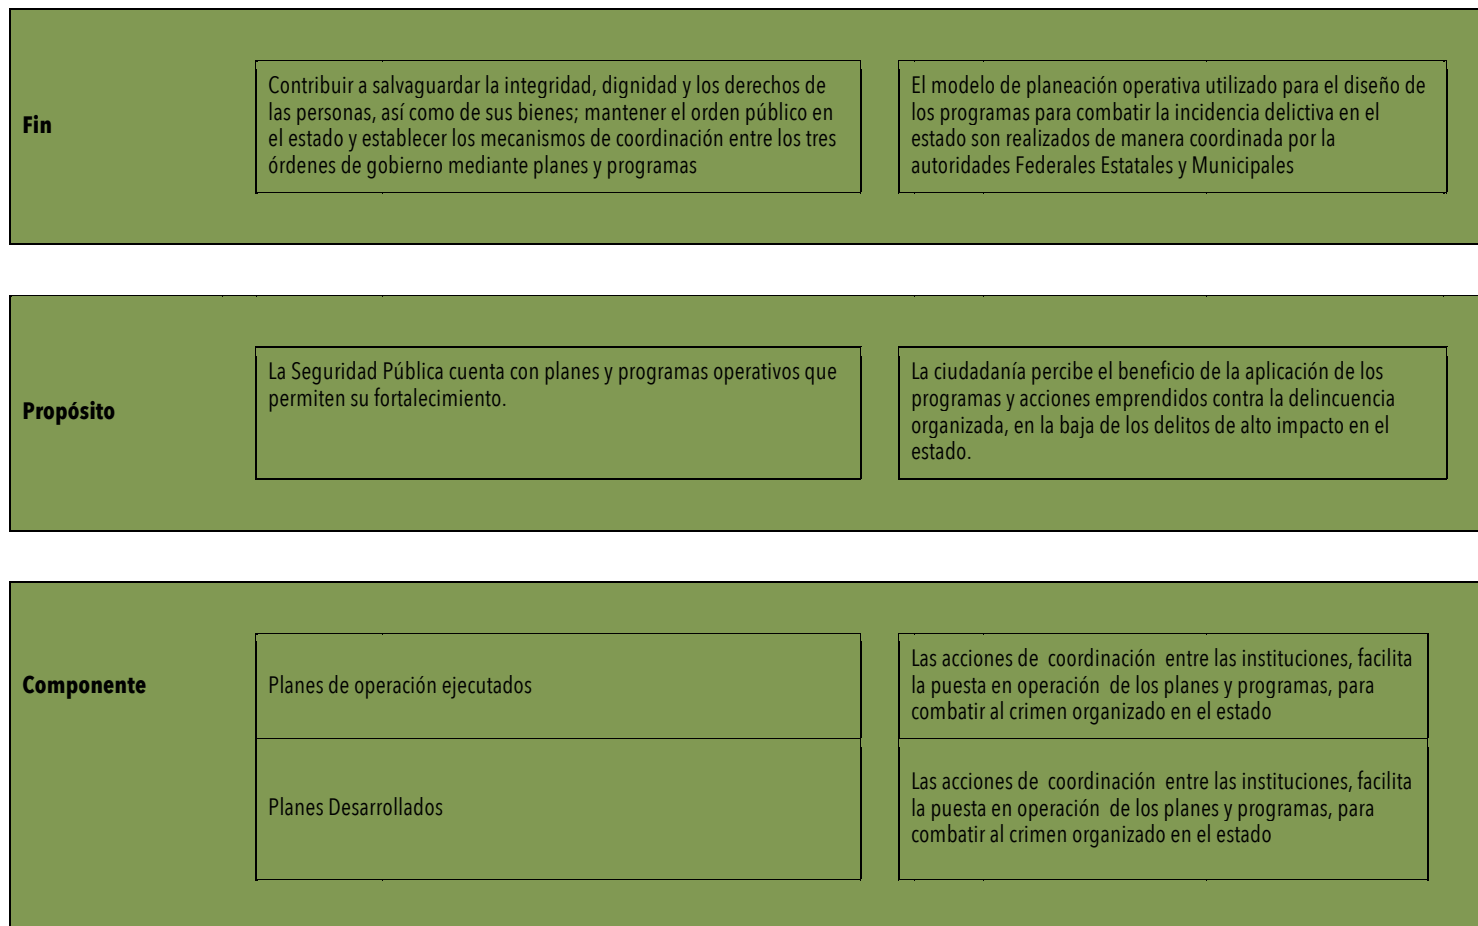 Fin
Contribuir a salvaguardar la integridad, dignidad y los derechos de
las personas, así como de sus bienes; mantener el orden público en
el estado y establecer los mecanismos de coordinación entre los tres
órdenes de gobierno mediante planes y programas
El modelo de planeación operativa utilizado para el diseño de
los programas para combatir la incidencia delictiva en el
estado son realizados de manera coordinada por la
autoridades Federales Estatales y Municipales
Propósito
La Seguridad Pública cuenta con planes y programas operativos que
permiten su fortalecimiento.
La ciudadanía percibe el beneficio de la aplicación de los
programas y acciones emprendidos contra la delincuencia
organizada, en la baja de los delitos de alto impacto en el
estado.
Componente
Planes de operación ejecutados
Las acciones de  coordinación  entre las instituciones, facilita
la puesta en operación  de los planes y programas, para
combatir al crimen organizado en el estado
Planes Desarrollados
Las acciones de  coordinación  entre las instituciones, facilita
la puesta en operación  de los planes y programas, para
combatir al crimen organizado en el estado